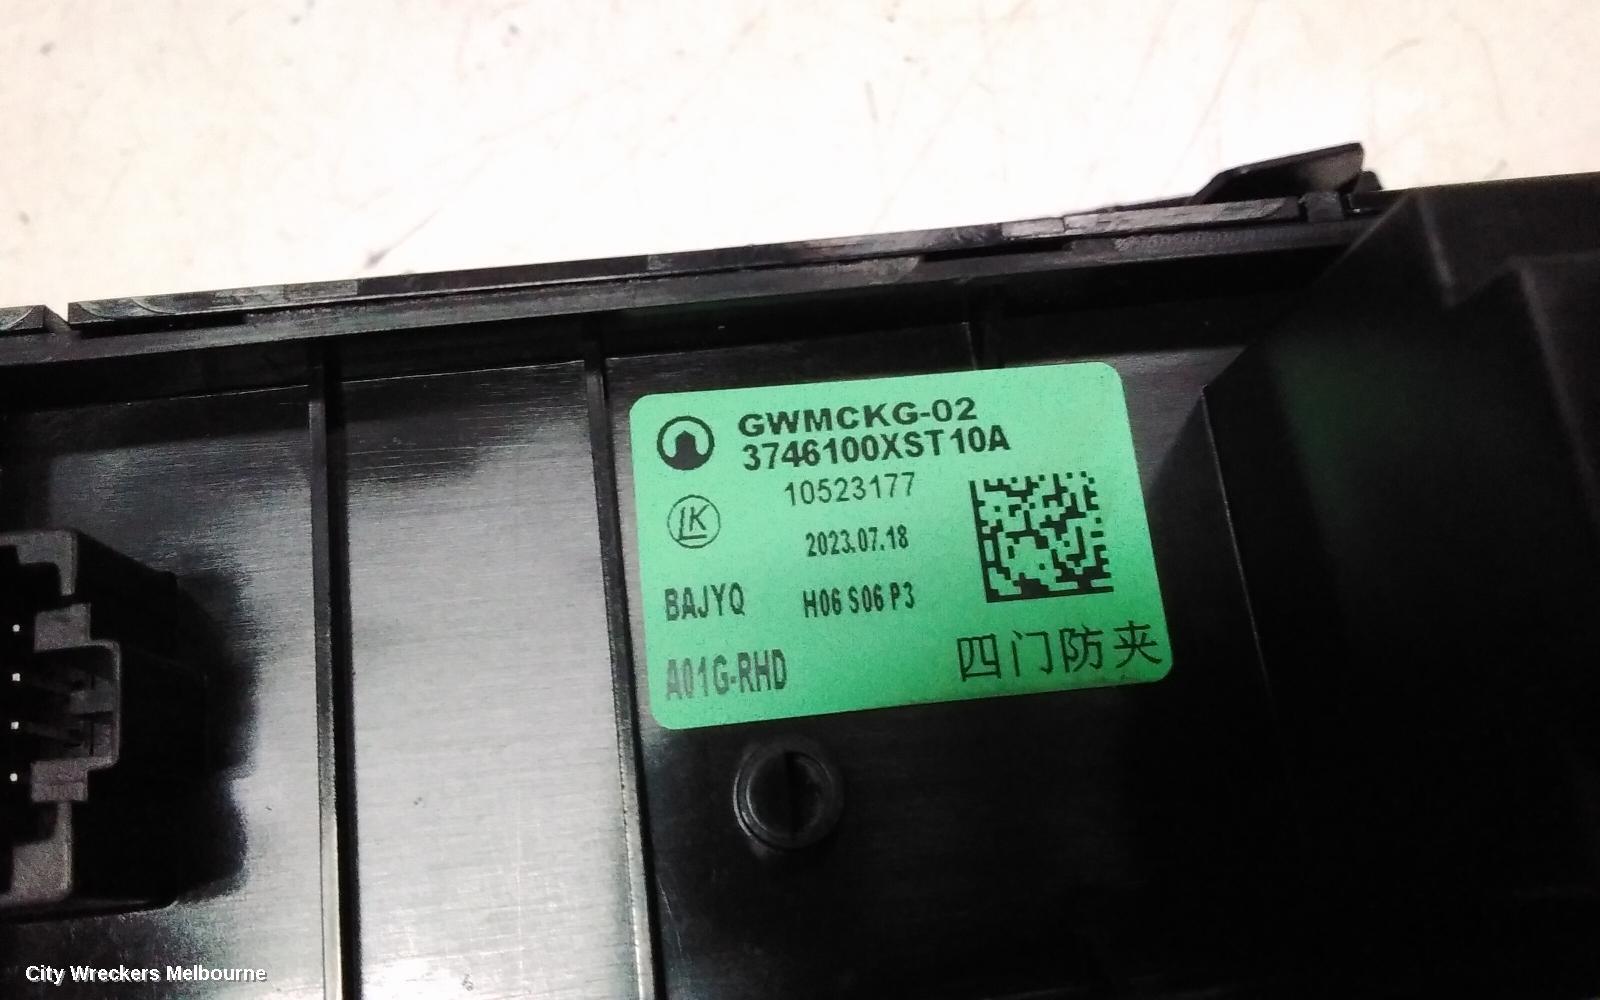 GWMCKG-02
3746100XST10A
10523177
LK
2023.07.18
BAJYQ H06 S06 P3
A01G-RHD 四门防夹
City Wreckers Melbourne